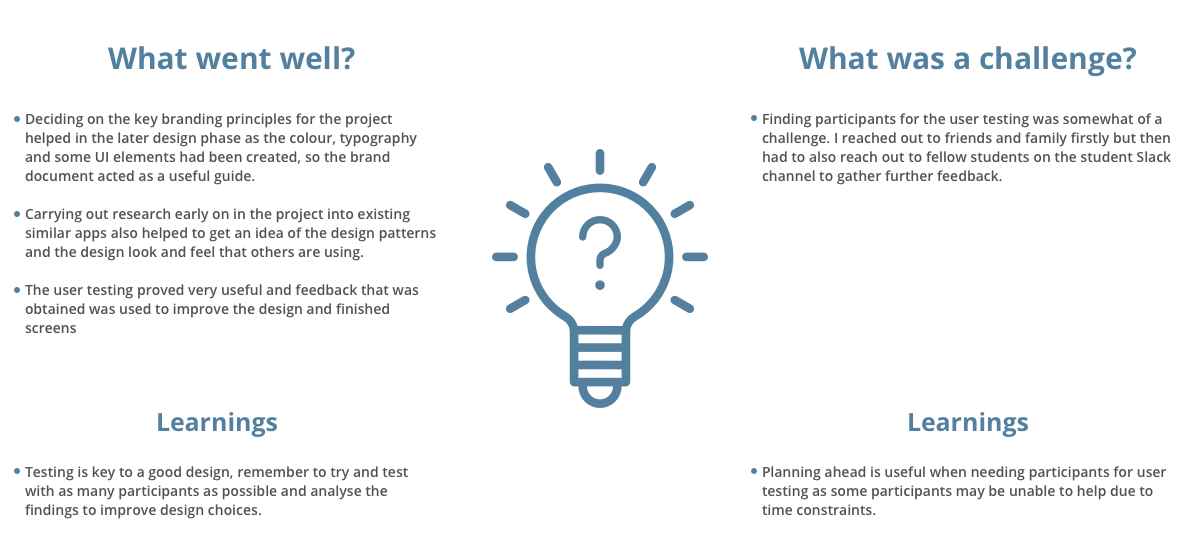 What went well?
• Deciding on the key branding principles for the project
helped in the later design phase as the colour, typography
and some UI elements had been created, so the brand
document acted as a useful guide.
• Carrying out research early on in the project into existing
similar apps also helped to get an idea of the design patterns
and the design look and feel that others are using.
• The user testing proved very useful and feedback that was
obtained was used to improve the design and finished
screens
Learnings
• Testing is key to a good design, remember to try and test
with as many participants as possible and analyse the
findings to improve design choices.
?
What was a challenge?
• Finding participants for the user testing was somewhat of a
challenge. I reached out to friends and family firstly but then
had to also reach out to fellow students on the student Slack
channel to gather further feedback.
Learnings
• Planning ahead is useful when needing participants for user
testing as some participants may be unable to help due to
time constraints.